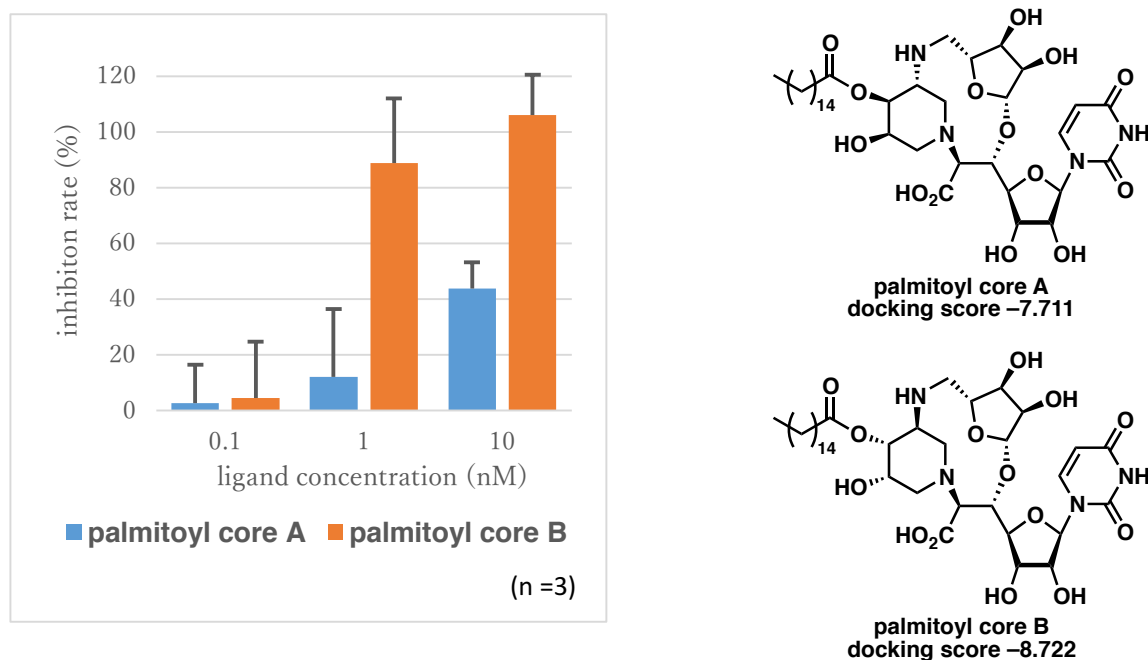 120
100
80
60
40
20
0
inhibiton rate (%)
0.1 1 10
ligand concentration (nM)
palmitoyl core A palmitoyl core B
(n =3)
OH
HN
OH
O
O
14
O
O
HO
N
O
O
NH
HO2C
O
N
O
HO
OH
palmitoyl core A
docking score –7.711
OH
HN
OH
O
O
14
O
O
HO
N
O
O
NH
HO2C
O
N
O
HO
OH
palmitoyl core B
docking score –8.722